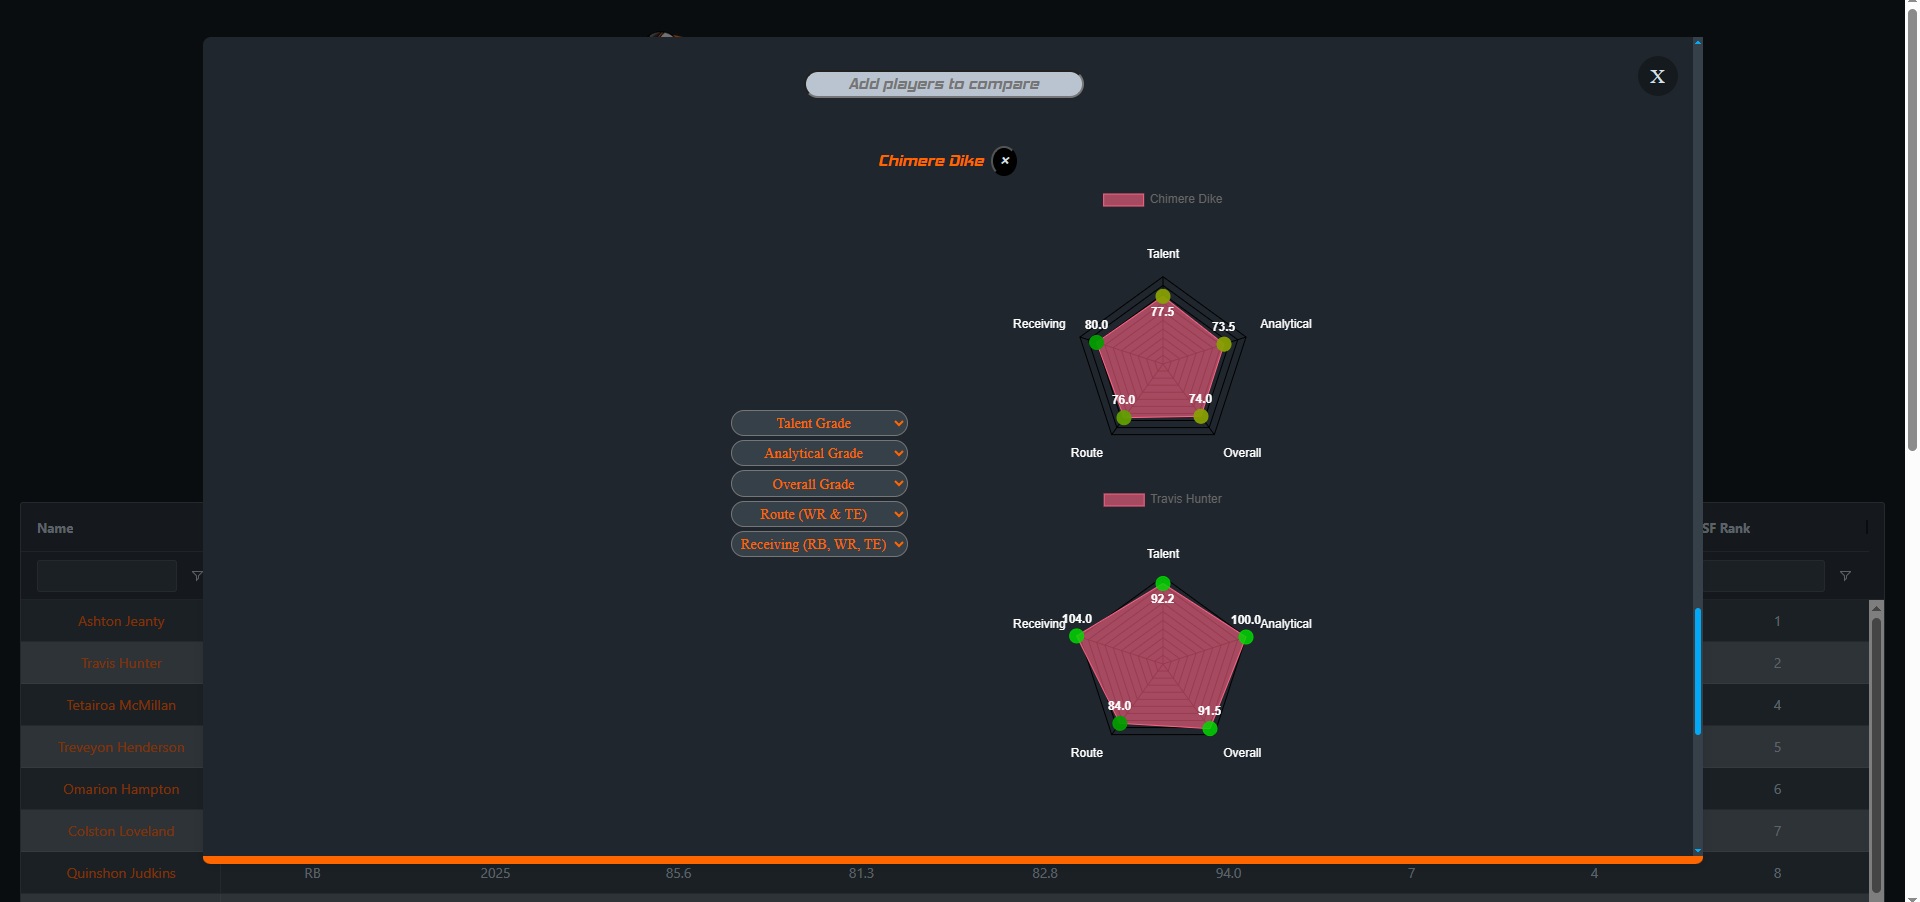 Add players to compare
X
Chimere Dike ×
Chimere Dike
Talent
Receiving 80.0 77.5 73.5 Analytical
76.0 74.0
Route Overall
Talent Grade
Analytical Grade
Overall Grade
Route (WR & TE)
Receiving (RB, WR, TE)
Travis Hunter
Talent
92.2
Receiving 104.0 100.0 Analytical
84.0 91.5
Route Overall
Name SF Rank
Ashton Jeanty 1
Travis Hunter 2
Tetairoa McMillan 4
Treveyon Henderson 5
Omarion Hampton 6
Colston Loveland 7
Quinshon Judkins RB 2025 85.6 81.3 82.8 94.0 7 4 8